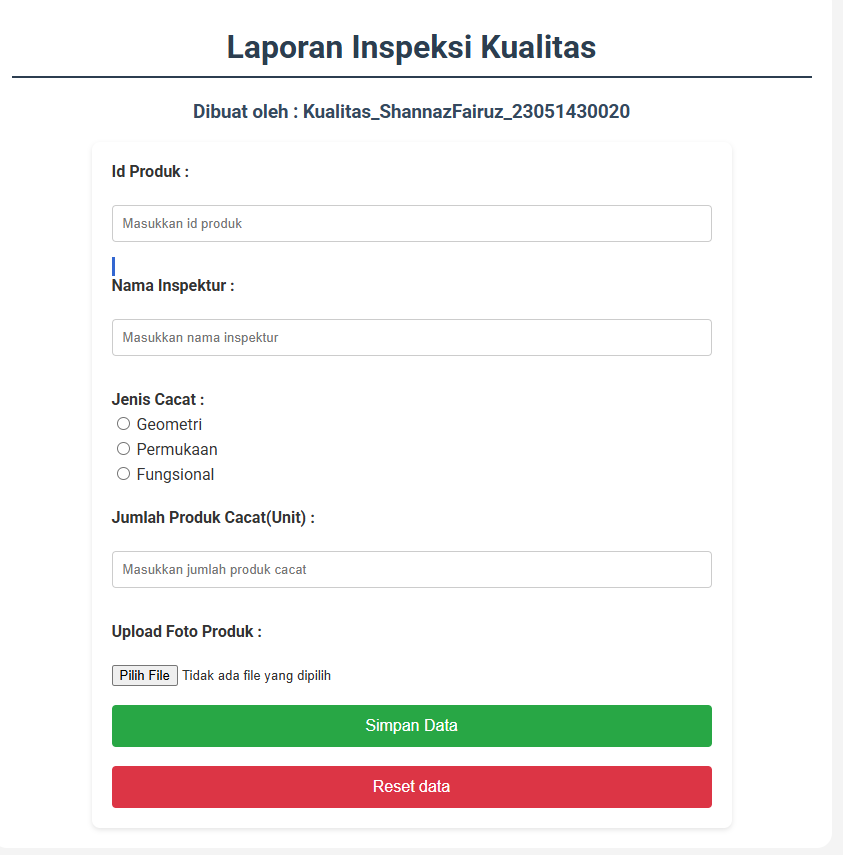 Laporan Inspeksi Kualitas
Dibuat oleh : Kualitas_ShannazFairuz_23051430020
Id Produk :
Masukkan id produk
Nama Inspektur :
Masukkan nama inspektur
Jenis Cacat :
Geometri
Permukaan
Fungsional
Jumlah Produk Cacat(Unit) :
Masukkan jumlah produk cacat
Upload Foto Produk :
Pilih File Tidak ada file yang dipilih
Simpan Data
Reset data